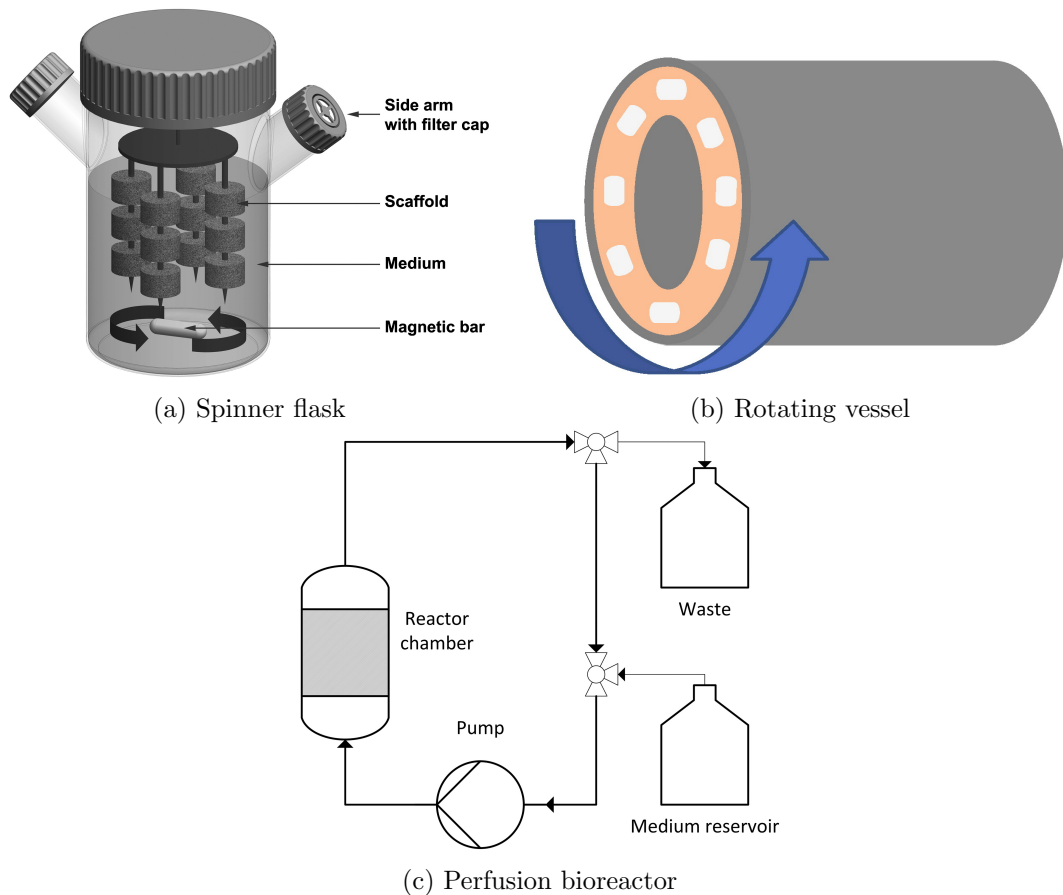 Side arm
with filter cap
Scaffold
Medium
Magnetic bar
(a) Spinner flask
(b) Rotating vessel
Reactor
chamber
Waste
Pump
Medium reservoir
(c) Perfusion bioreactor